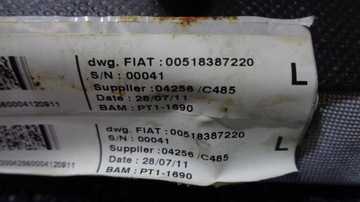 dwg. FIAT : 00518387220
S/N : 00041
Supplier : 04256 /C485
Date : 28/07/11
BAM : PT1-1690
L
dwg. FIAT : 00518387220
S/N : 00041
Supplier : 04256 /C485
Date : 28/07/11
BAM : PT1-1690
L